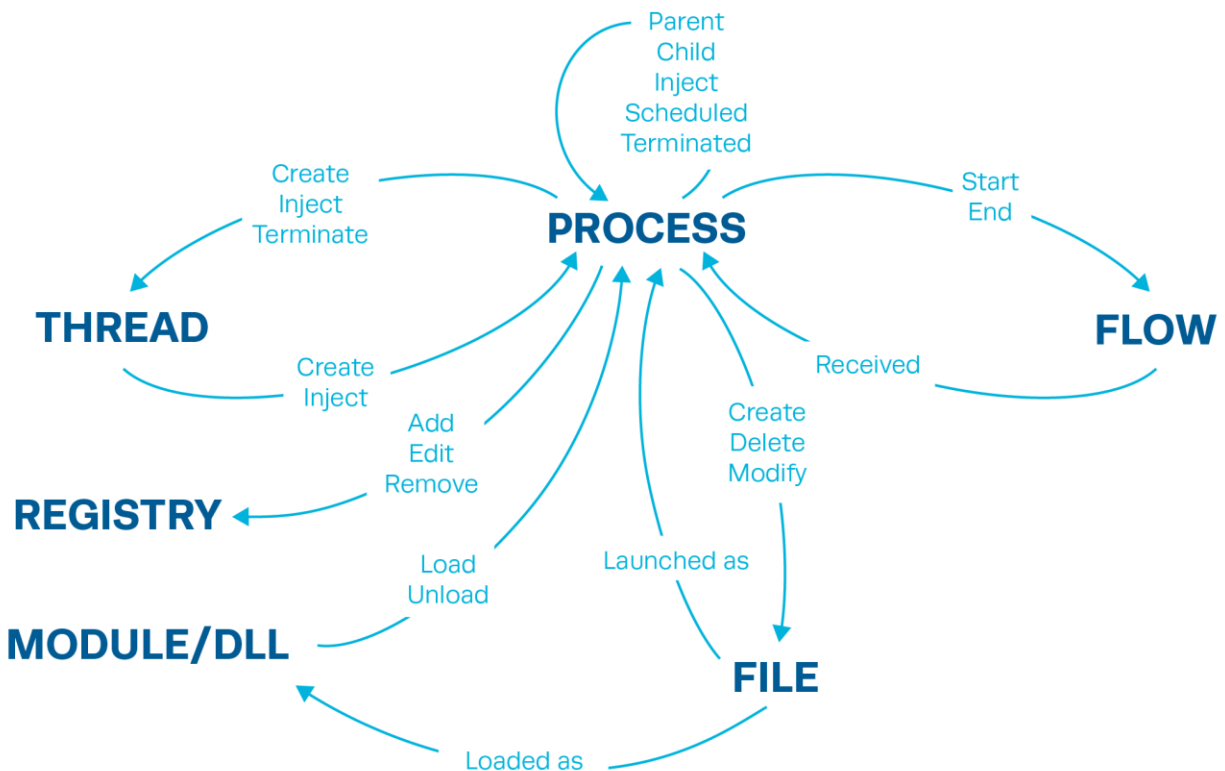 Parent
Child
Inject
Scheduled
Terminated
Create
Inject
Terminate
Start
End
PROCESS
THREAD
FLOW
Create
Inject
Received
Add
Edit
Remove
Create
Delete
Modify
REGISTRY
Load
Unload
Launched as
MODULE/DLL
FILE
Loaded as